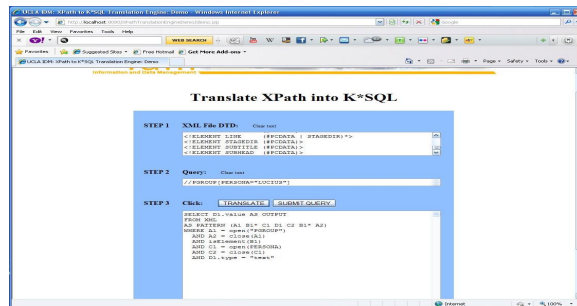 UCLA IDM: XPath to K*SQL Translation Engine: Demo - Windows Internet Explorer
File Edit View Favorites Tools Help
WEB SEARCH
Favorites Suggested Sites Free Hotmail Get More Add-ons
UCLA IDM: XPath to K*SQL Translation Engine: Demo
Page Safety Tools
Information and Data Management
Translate XPath into K*SQL
STEP 1 XML File DTD: Clear text
<!ELEMENT LINE (#PCDATA | STAGEDIR)*>
<!ELEMENT STAGEDIR (#PCDATA)>
<!ELEMENT SUBTITLE (#PCDATA)>
<!ELEMENT SUBHEAD (#PCDATA)>
STEP 2 Query: Clear text
//PGROUP[PERSONA="LUCIUS"]
STEP 3 Click: TRANSLATE SUBMIT QUERY
SELECT D1.value AS OUTPUT
FROM XML
AS PATTERN (A1 B1* C1 D1 C2 B1* A2)
WHERE A1 = open("PGROUP")
AND A2 = close(A1)
AND isElement(B1)
AND C1 = open(PERSONA)
AND C2 = close(C1)
AND D1.type = "text"
Internet 100%